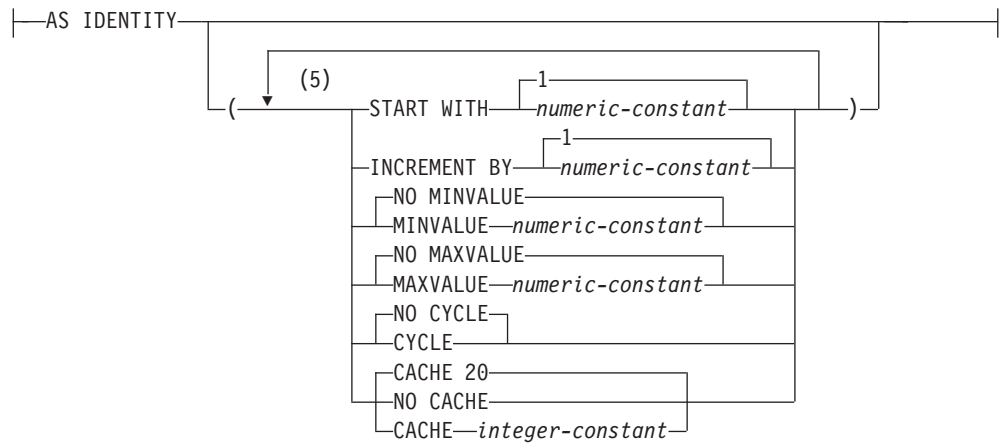 AS IDENTITY
(5)
1
( START WITH numeric-constant )
1
INCREMENT BY numeric-constant
NO MINVALUE
MINVALUE numeric-constant
NO MAXVALUE
MAXVALUE numeric-constant
NO CYCLE
CYCLE
CACHE 20
NO CACHE
CACHE integer-constant